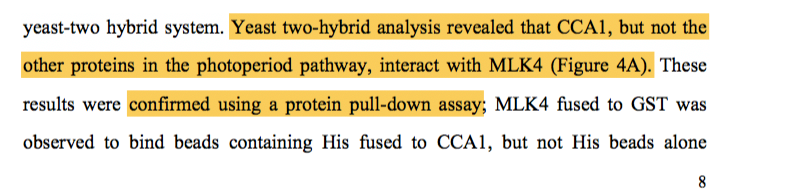 yeast-two hybrid system. Yeast two-hybrid analysis revealed that CCA1, but not the
other proteins in the photoperiod pathway, interact with MLK4 (Figure 4A). These
results were confirmed using a protein pull-down assay; MLK4 fused to GST was
observed to bind beads containing His fused to CCA1, but not His beads alone
8